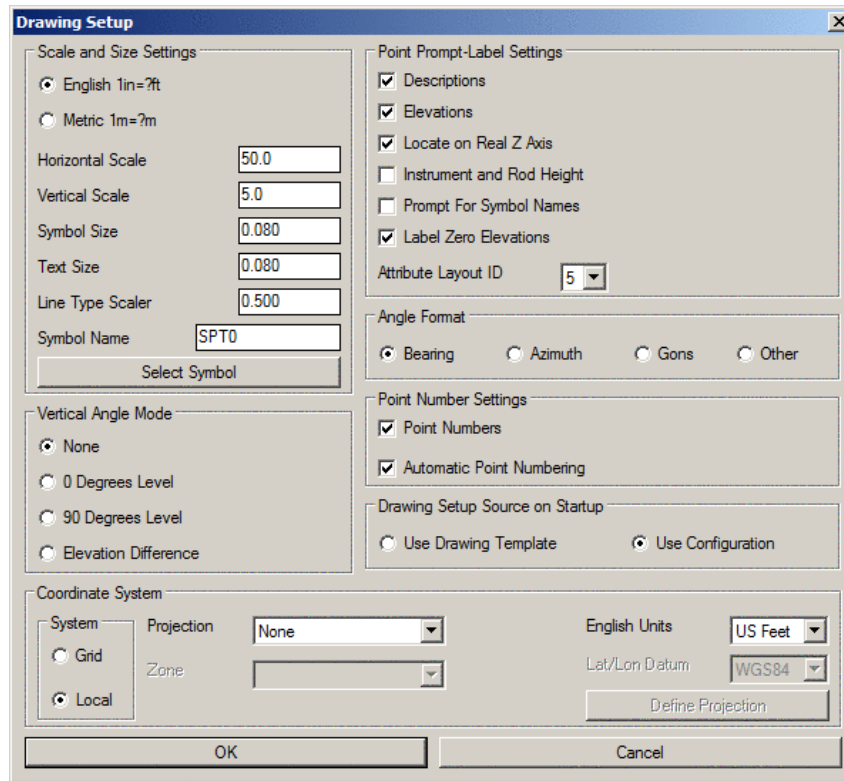 Drawing Setup
Scale and Size Settings
English 1in=?ft
Metric 1m=?m
Horizontal Scale 50.0
Vertical Scale 5.0
Symbol Size 0.080
Text Size 0.080
Line Type Scaler 0.500
Symbol Name SPT0
Select Symbol
Vertical Angle Mode
None
0 Degrees Level
90 Degrees Level
Elevation Difference
Point Prompt-Label Settings
Descriptions
Elevations
Locate on Real Z Axis
Instrument and Rod Height
Prompt For Symbol Names
Label Zero Elevations
Attribute Layout ID 5
Angle Format
Bearing Azimuth Gons Other
Point Number Settings
Point Numbers
Automatic Point Numbering
Drawing Setup Source on Startup
Use Drawing Template Use Configuration
Coordinate System
System
Grid
Local
Projection None
Zone
English Units US Feet
Lat/Lon Datum WGS84
Define Projection
OK Cancel